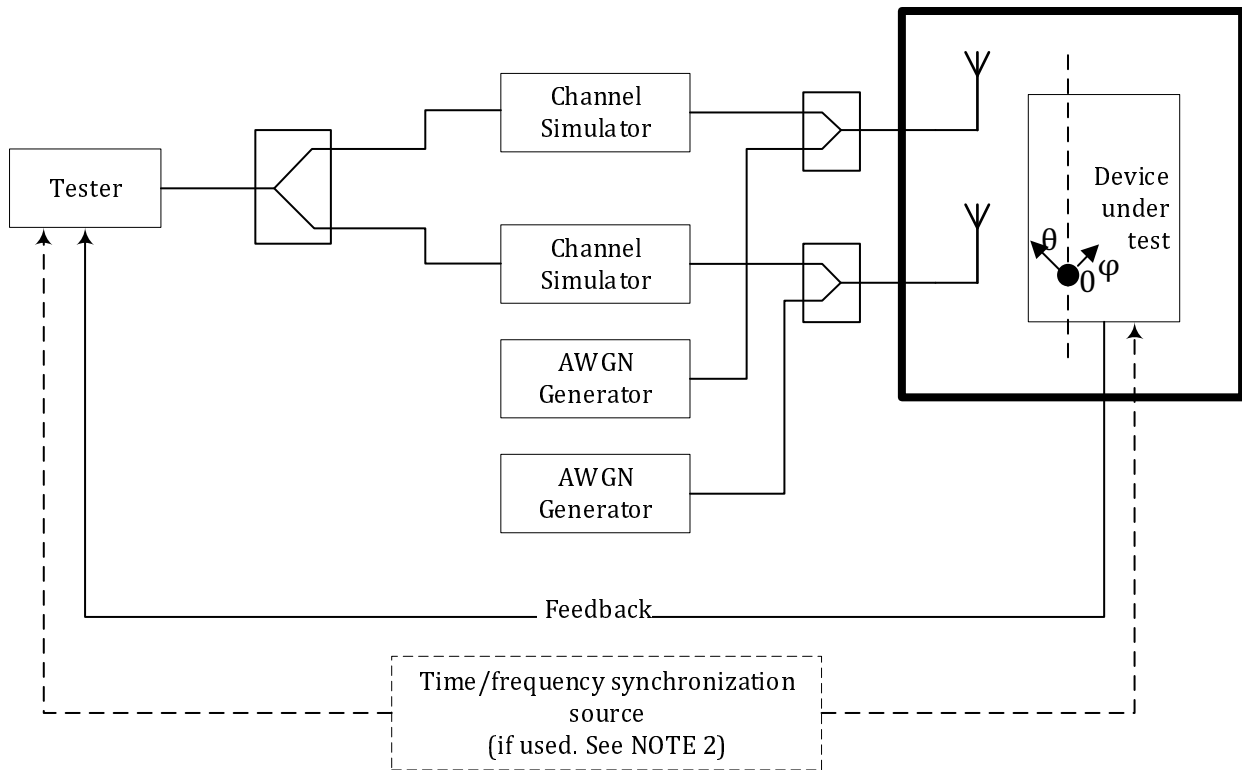 Channel
Simulator
Tester
Device
under
test
θ
φ
0
Channel
Simulator
AWGN
Generator
AWGN
Generator
Feedback
Time/frequency synchronization
source
(if used. See NOTE 2)